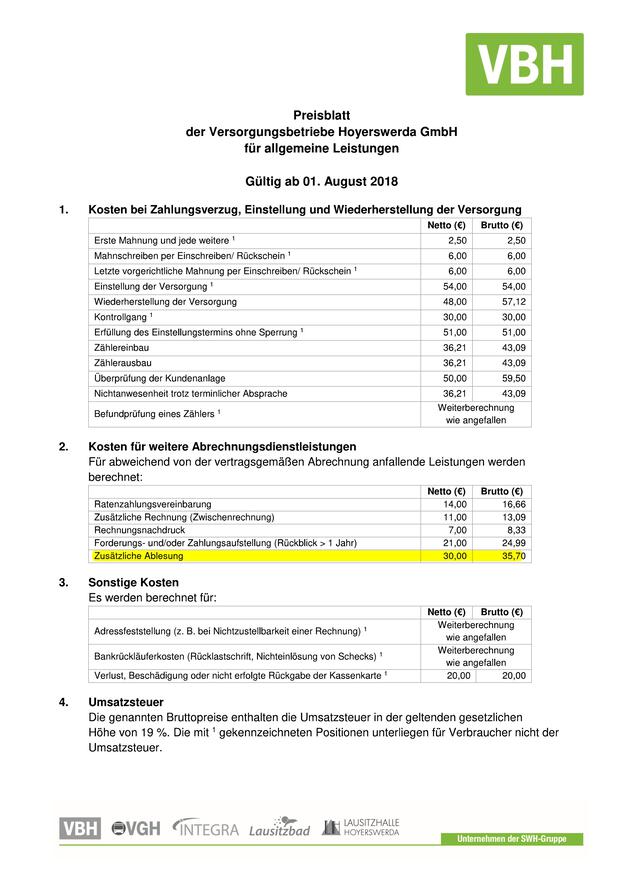 VBH
Preisblatt
der Versorgungsbetriebe Hoyerswerda GmbH
für allgemeine Leistungen
Gültig ab 01. August 2018
1. Kosten bei Zahlungsverzug, Einstellung und Wiederherstellung der Versorgung
Netto (€) Brutto (€)
Erste Mahnung und jede weitere ¹ 2,50 2,50
Mahnschreiben per Einschreiben/ Rückschein ¹ 6,00 6,00
Letzte vorgerichtliche Mahnung per Einschreiben/ Rückschein ¹ 6,00 6,00
Einstellung der Versorgung ¹ 54,00 54,00
Wiederherstellung der Versorgung 48,00 57,12
Kontrollgang ¹ 30,00 30,00
Erfüllung des Einstellungstermins ohne Sperrung ¹ 51,00 51,00
Zählereinbau 36,21 43,09
Zählerausbau 36,21 43,09
Überprüfung der Kundenanlage 50,00 59,50
Nichtanwesenheit trotz terminlicher Absprache 36,21 43,09
Befundprüfung eines Zählers ¹ Weiterberechnung
wie angefallen
2. Kosten für weitere Abrechnungsdienstleistungen
Für abweichend von der vertragsgemäßen Abrechnung anfallende Leistungen werden
berechnet:
Netto (€) Brutto (€)
Ratenzahlungsvereinbarung 14,00 16,66
Zusätzliche Rechnung (Zwischenrechnung) 11,00 13,09
Rechnungsnachdruck 7,00 8,33
Forderungs- und/oder Zahlungsaufstellung (Rückblick > 1 Jahr) 21,00 24,99
Zusätzliche Ablesung 30,00 35,70
3. Sonstige Kosten
Es werden berechnet für:
Netto (€) Brutto (€)
Adressfeststellung (z. B. bei Nichtzustellbarkeit einer Rechnung) ¹ Weiterberechnung
wie angefallen
Bankrückläuferkosten (Rücklastschrift, Nichteinlösung von Schecks) ¹ Weiterberechnung
wie angefallen
Verlust, Beschädigung oder nicht erfolgte Rückgabe der Kassenkarte ¹ 20,00 20,00
4. Umsatzsteuer
Die genannten Bruttopreise enthalten die Umsatzsteuer in der geltenden gesetzlichen
Höhe von 19 %. Die mit ¹ gekennzeichneten Positionen unterliegen für Verbraucher nicht der
Umsatzsteuer.
VBH VGH INTEGRA Lausitzbad LAUSITZHALLE
HOYERSWERDA
Unternehmen der SWH-Gruppe